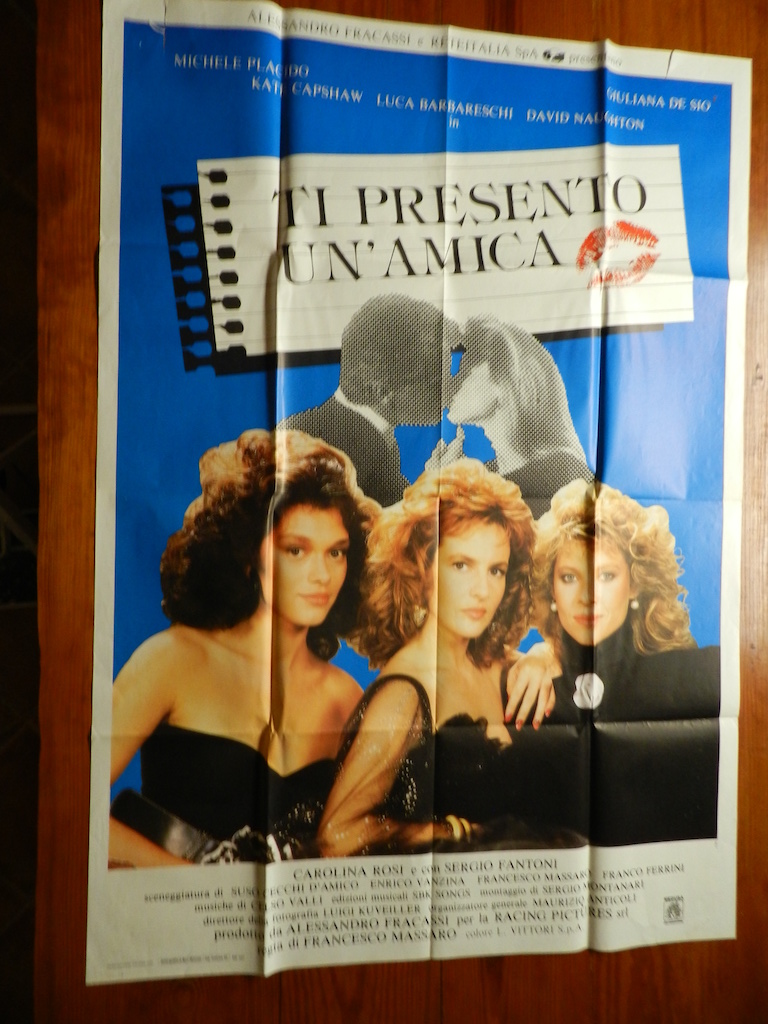 ALESSANDRO FRACASSI e RETEITALIA SpA presentano
MICHELE PLACIDO
KATE CAPSHAW LUCA BARBARESCHI DAVID NAUGHTON GIULIANA DE SIO
in
TI PRESENTO
UN'AMICA
CAROLINA ROSI e con SERGIO FANTONI
sceneggiatura di SUSO CECCHI D'AMICO ENRICO VANZINA FRANCESCO MASSARO FRANCO FERRINI
musiche di CELSO VALLI edizioni musicali SONGS montaggio di SERGIO MONTANARI
direttore della fotografia LUIGI KUVEILLER organizzatore generale MAURIZIO ANTICOLI
prodotto da ALESSANDRO FRACASSI per la RACING PICTURES srl
regia di FRANCESCO MASSARO colore L. VITTORI S.p.A.